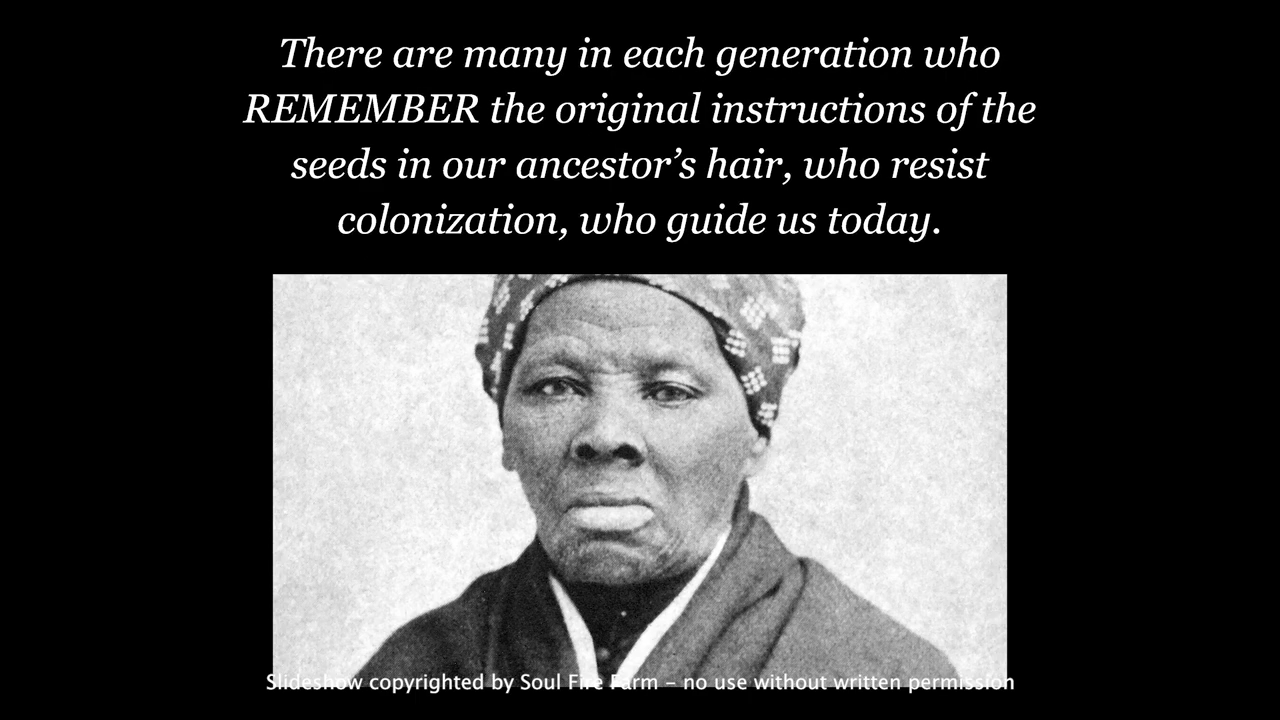 There are many in each generation who
REMEMBER the original instructions of the
seeds in our ancestor’s hair, who resist
colonization, who guide us today.
Slideshow copyrighted by Soul Fire Farm – no use without written permission